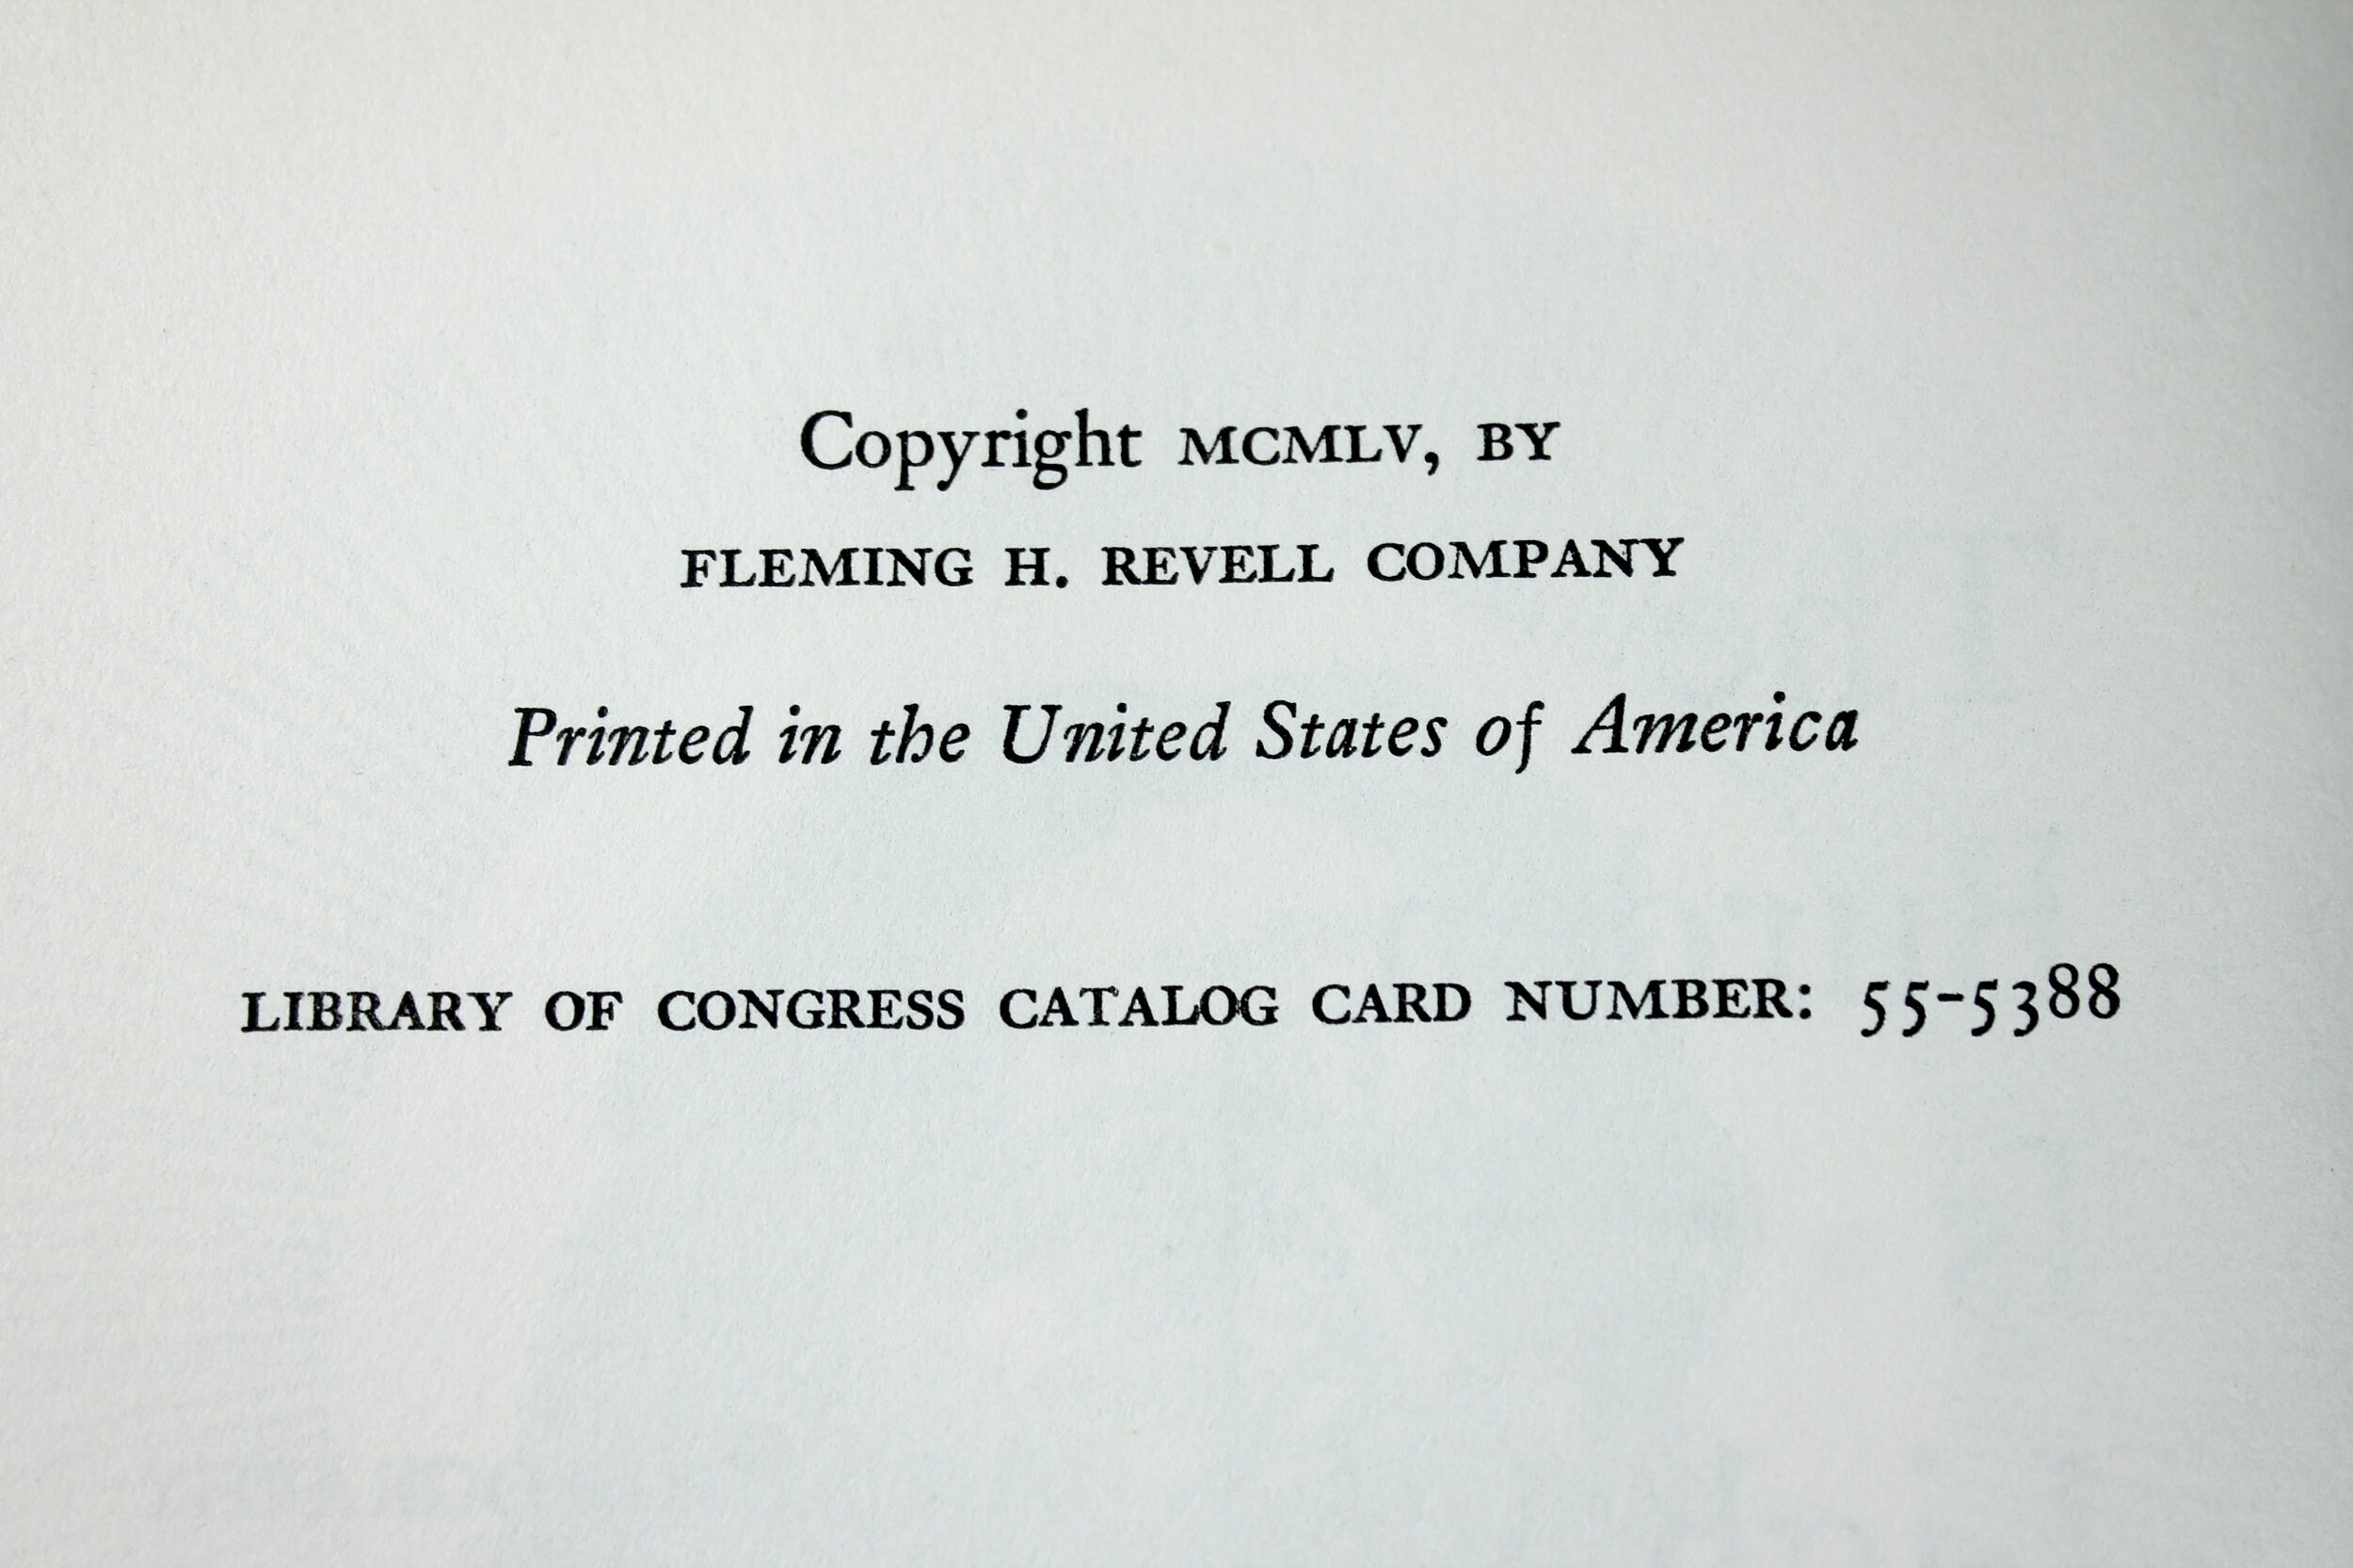 Copyright MCMLV, BY
FLEMING H. REVELL COMPANY
Printed in the United States of America
LIBRARY OF CONGRESS CATALOG CARD NUMBER: 55-5388